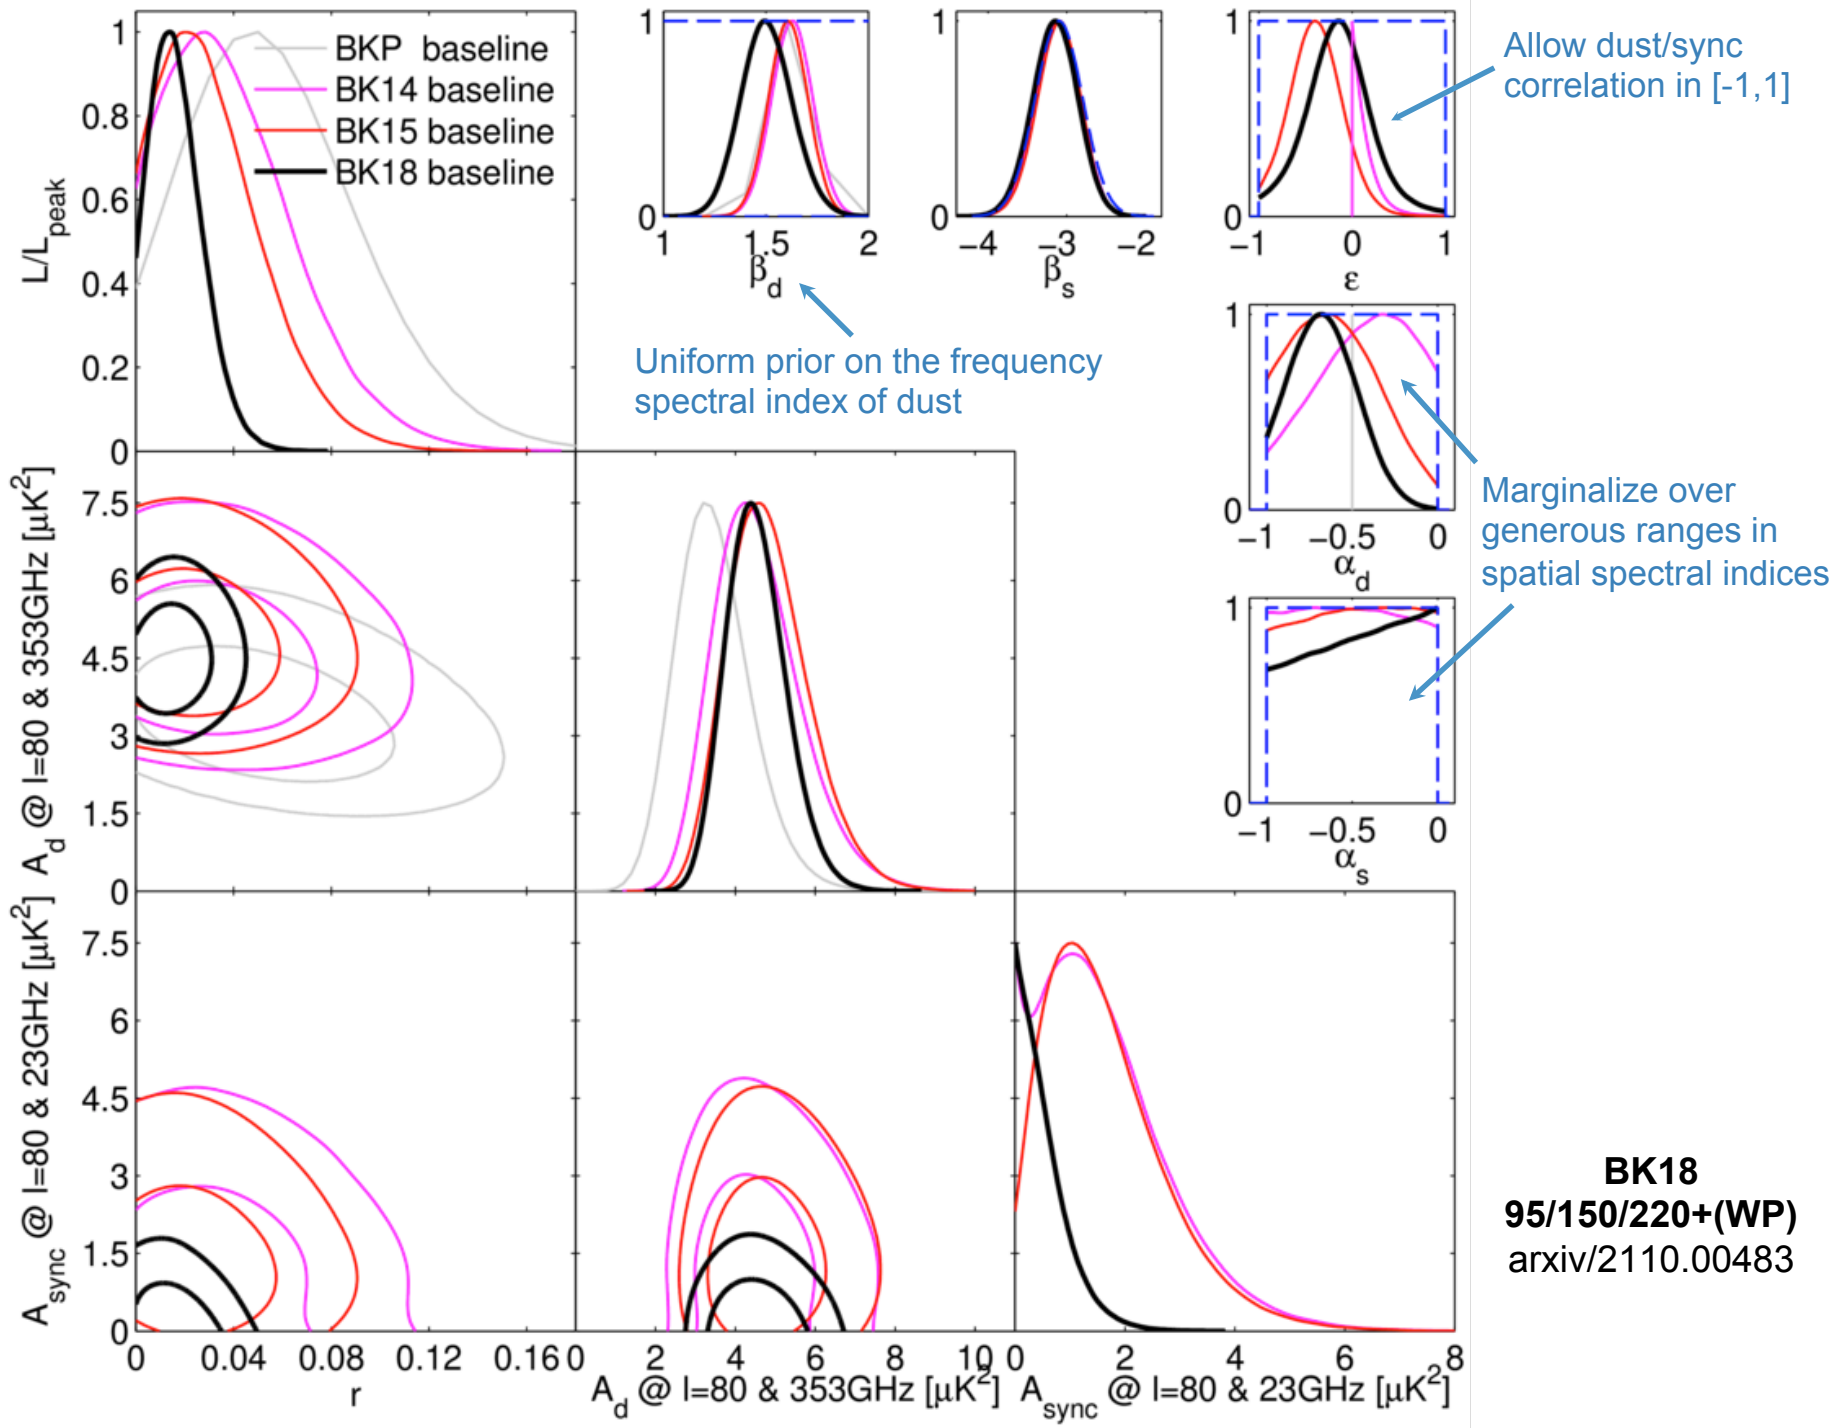 BKP baseline
BK14 baseline
BK15 baseline
BK18 baseline
L/L_peak
1
0.8
0.6
0.4
0.2
0
1
0
1
1.5
2
β_d
1
0
−4
−3
−2
β_s
1
0
−1
0
1
ε
Allow dust/sync
correlation in [-1,1]
Uniform prior on the frequency
spectral index of dust
1
0
−1
−0.5
0
α_d
Marginalize over
generous ranges in
spatial spectral indices
1
0
−1
−0.5
0
α_s
A_d @ l=80 & 353GHz [μK²]
7.5
6
4.5
3
1.5
0
A_sync @ l=80 & 23GHz [μK²]
7.5
6
4.5
3
1.5
0
0
0.04
0.08
0.12
0.16
r
0
2
4
6
8
10
A_d @ l=80 & 353GHz [μK²]
0
2
4
6
8
A_sync @ l=80 & 23GHz [μK²]
BK18
95/150/220+(WP)
arxiv/2110.00483